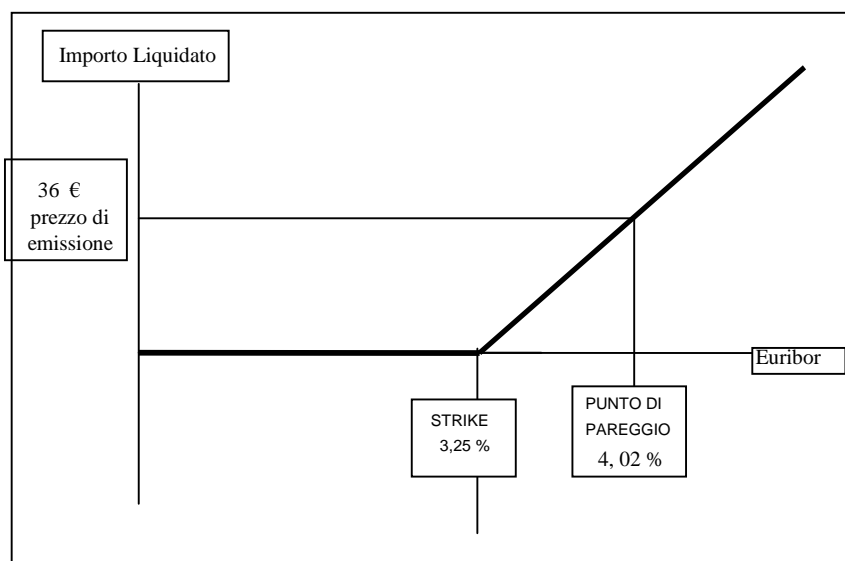 Importo Liquidato
36 €
prezzo di
emissione
Euribor
STRIKE
3,25 %
PUNTO DI
PAREGGIO
4, 02 %